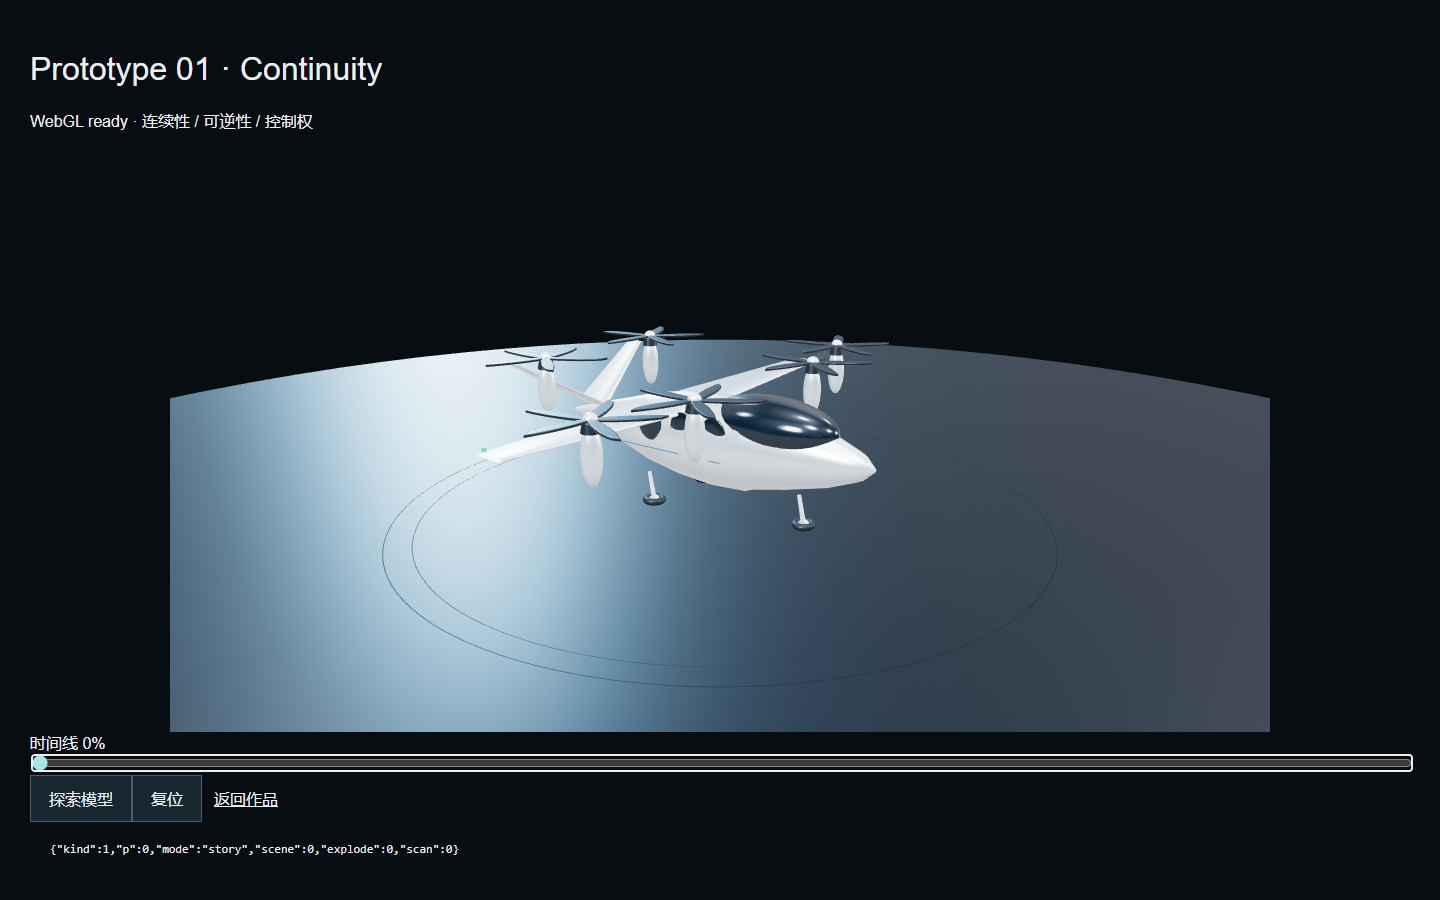 Prototype 01 · Continuity
WebGL ready · 连续性 / 可逆性 / 控制权
时间线 0%
探索模型 复位 返回作品
{"kind":1,"p":0,"mode":"story","scene":0,"explode":0,"scan":0}